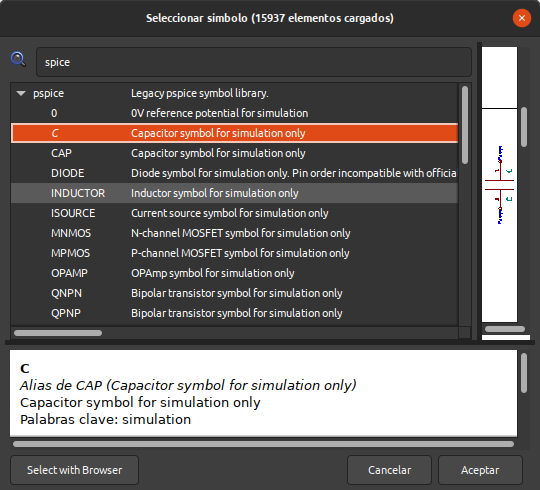 Seleccionar símbolo (15937 elementos cargados)
spice
pspice Legacy pspice symbol library.
0 0V reference potential for simulation
C Capacitor symbol for simulation only
CAP Capacitor symbol for simulation only
DIODE Diode symbol for simulation only. Pin order incompatible with officia
INDUCTOR Inductor symbol for simulation only
ISOURCE Current source symbol for simulation only
MNMOS N-channel MOSFET symbol for simulation only
MPMOS P-channel MOSFET symbol for simulation only
OPAMP OPAmp symbol for simulation only
QNPN Bipolar transistor symbol for simulation only
QPNP Bipolar transistor symbol for simulation only
C
Alias de CAP (Capacitor symbol for simulation only)
Capacitor symbol for simulation only
Palabras clave: simulation
Select with Browser
Cancelar
Aceptar